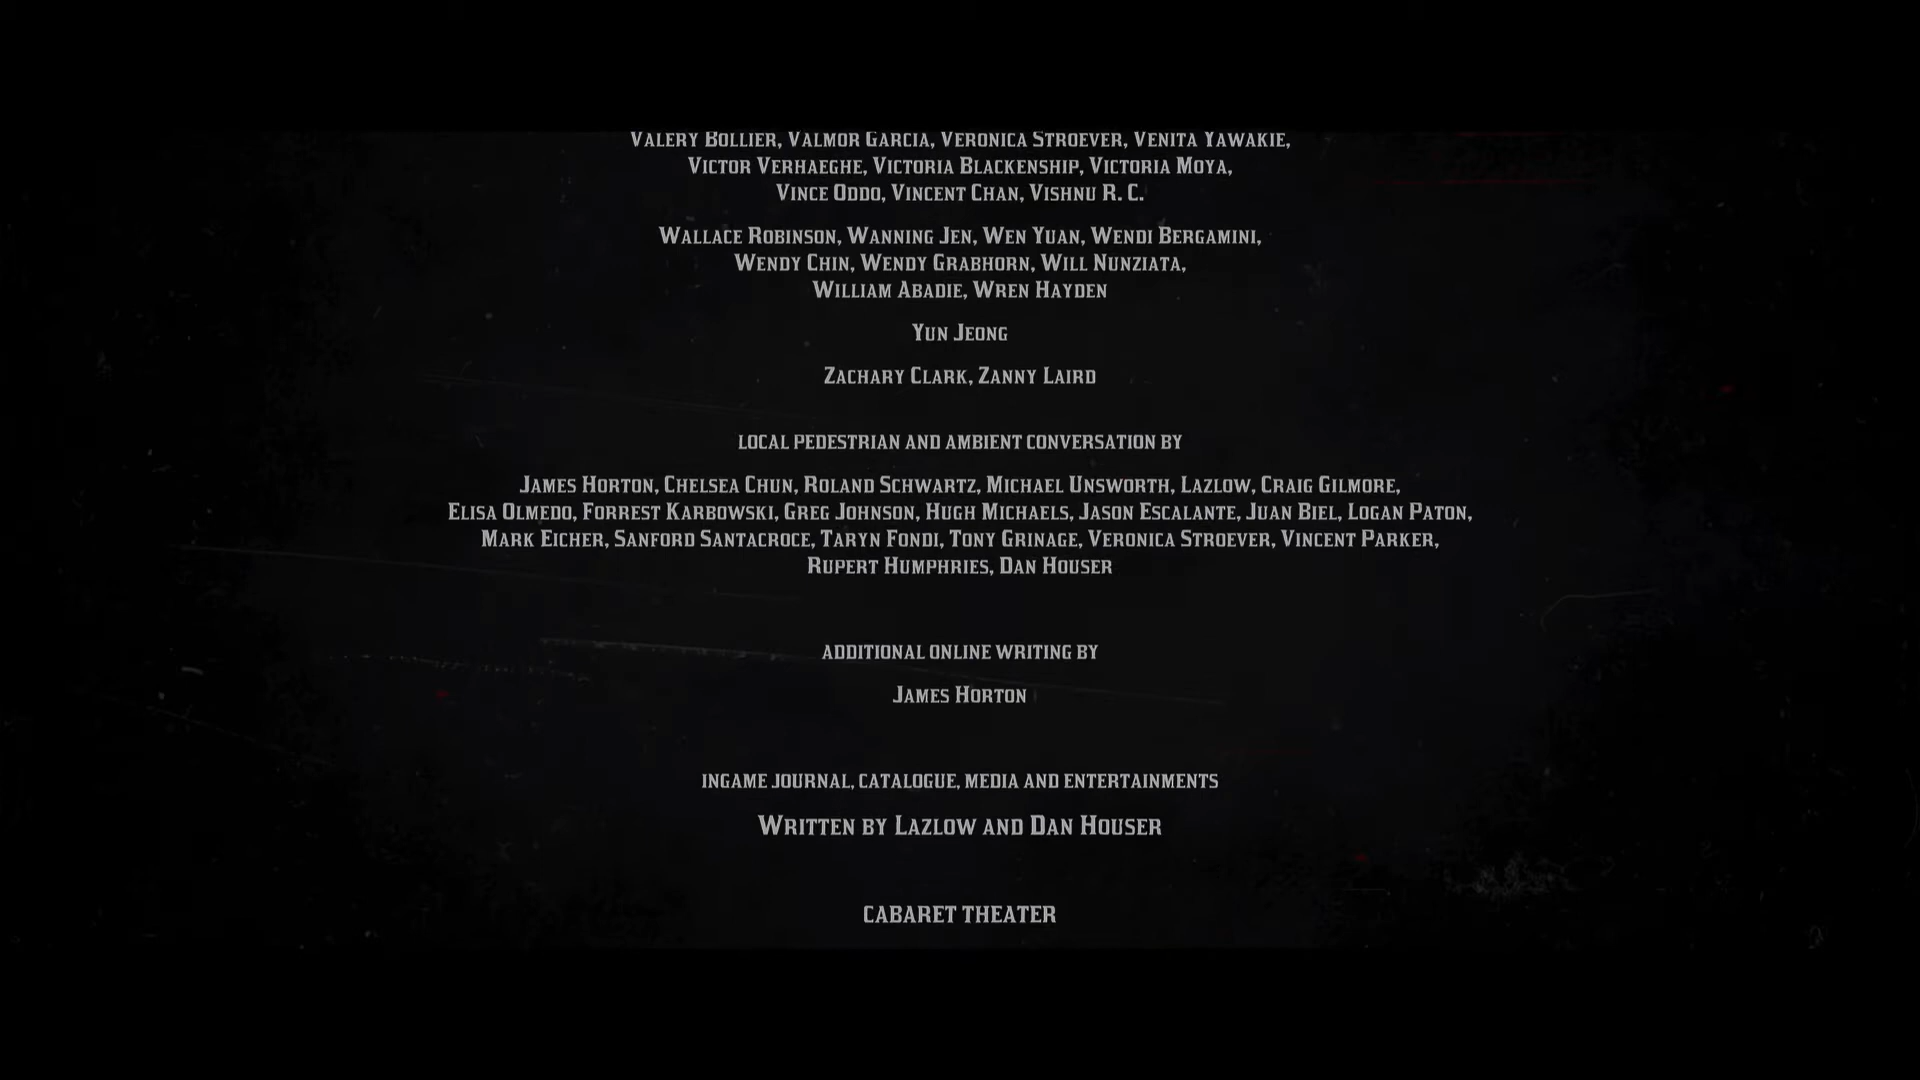 Valery Bollier, Valmor Garcia, Veronica Stroever, Venita Yawakie,
Victor Verhaeghe, Victoria Blackenship, Victoria Moya,
Vince Oddo, Vincent Chan, Vishnu R. C.
Wallace Robinson, Wanning Jen, Wen Yuan, Wendi Bergamini,
Wendy Chin, Wendy Grabhorn, Will Nunziata,
William Abadie, Wren Hayden
Yun Jeong
Zachary Clark, Zanny Laird
LOCAL PEDESTRIAN AND AMBIENT CONVERSATION BY
James Horton, Chelsea Chun, Roland Schwartz, Michael Unsworth, Lazlow, Craig Gilmore,
Elisa Olmedo, Forrest Karbowski, Greg Johnson, Hugh Michaels, Jason Escalante, Juan Biel, Logan Paton,
Mark Eicher, Sanford Santacroce, Taryn Fondi, Tony Grinage, Veronica Stroever, Vincent Parker,
Rupert Humphries, Dan Houser
ADDITIONAL ONLINE WRITING BY
James Horton
INGAME JOURNAL, CATALOGUE, MEDIA AND ENTERTAINMENTS
Written by Lazlow and Dan Houser
CABARET THEATER